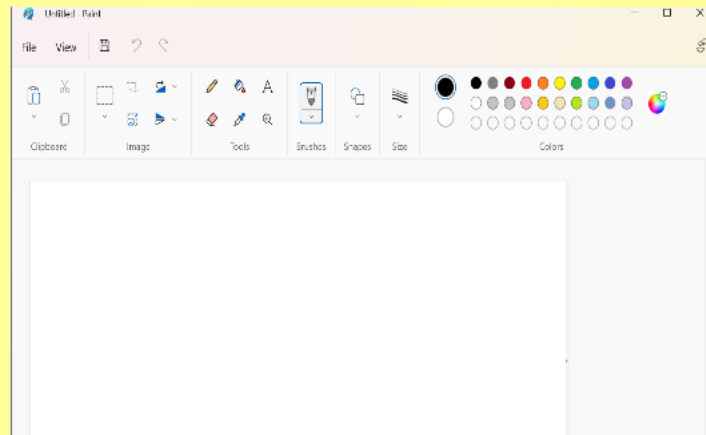 Untitled - Paint
File View
Clipboard Image Tools Brushes Shapes Size Colors